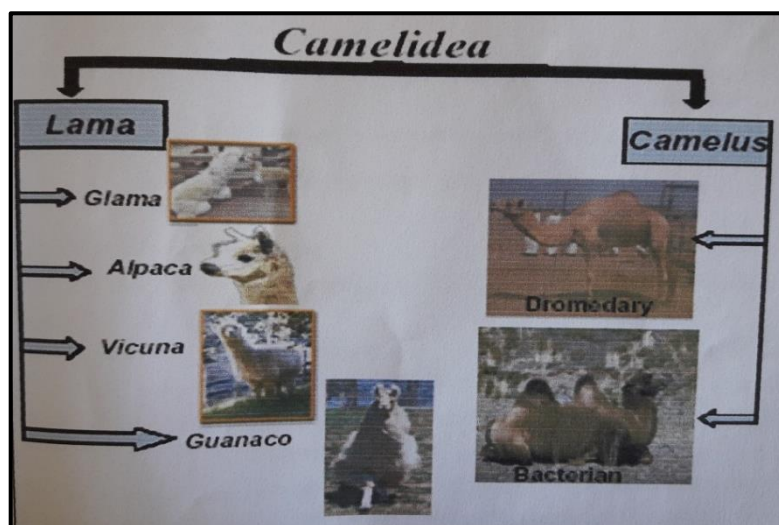 Camelidea
Lama
Camelus
Glama
Alpaca
Vicuna
Guanaco
Dromedary
Bacterian